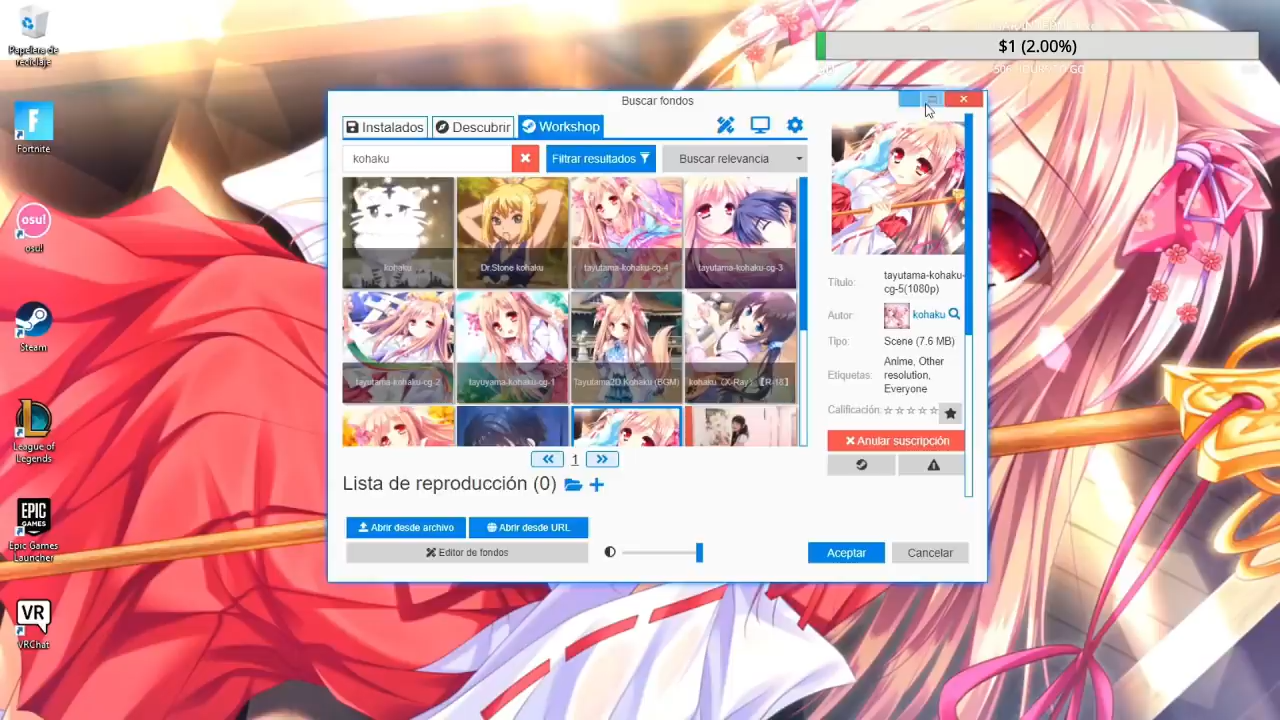 Papelera de
reciclaje
Fortnite
osu!
osu!
Steam
League of
Legends
EPIC
GAMES
Epic Games
Launcher
VR
VRChat
$1 (2.00%)
Buscar fondos
Instalados
Descubrir
Workshop
kohaku
Filtrar resultados
Buscar relevancia
kohaku
Dr.Stone kohaku
tayutama-kohaku-cg-4
tayutama-kohaku-cg-3
tayutama-kohaku-cg-2
tayuyama-kohaku-cg-1
Tayutama2D Kohaku (BGM)
kohaku（X-Ray）【R-18】
1
Lista de reproducción (0)
Abrir desde archivo
Abrir desde URL
Editor de fondos
Título:
tayutama-kohaku-
cg-5(1080p)
Autor:
kohaku
Tipo:
Scene (7.6 MB)
Etiquetas:
Anime, Other
resolution,
Everyone
Calificación:
Anular suscripción
Aceptar
Cancelar